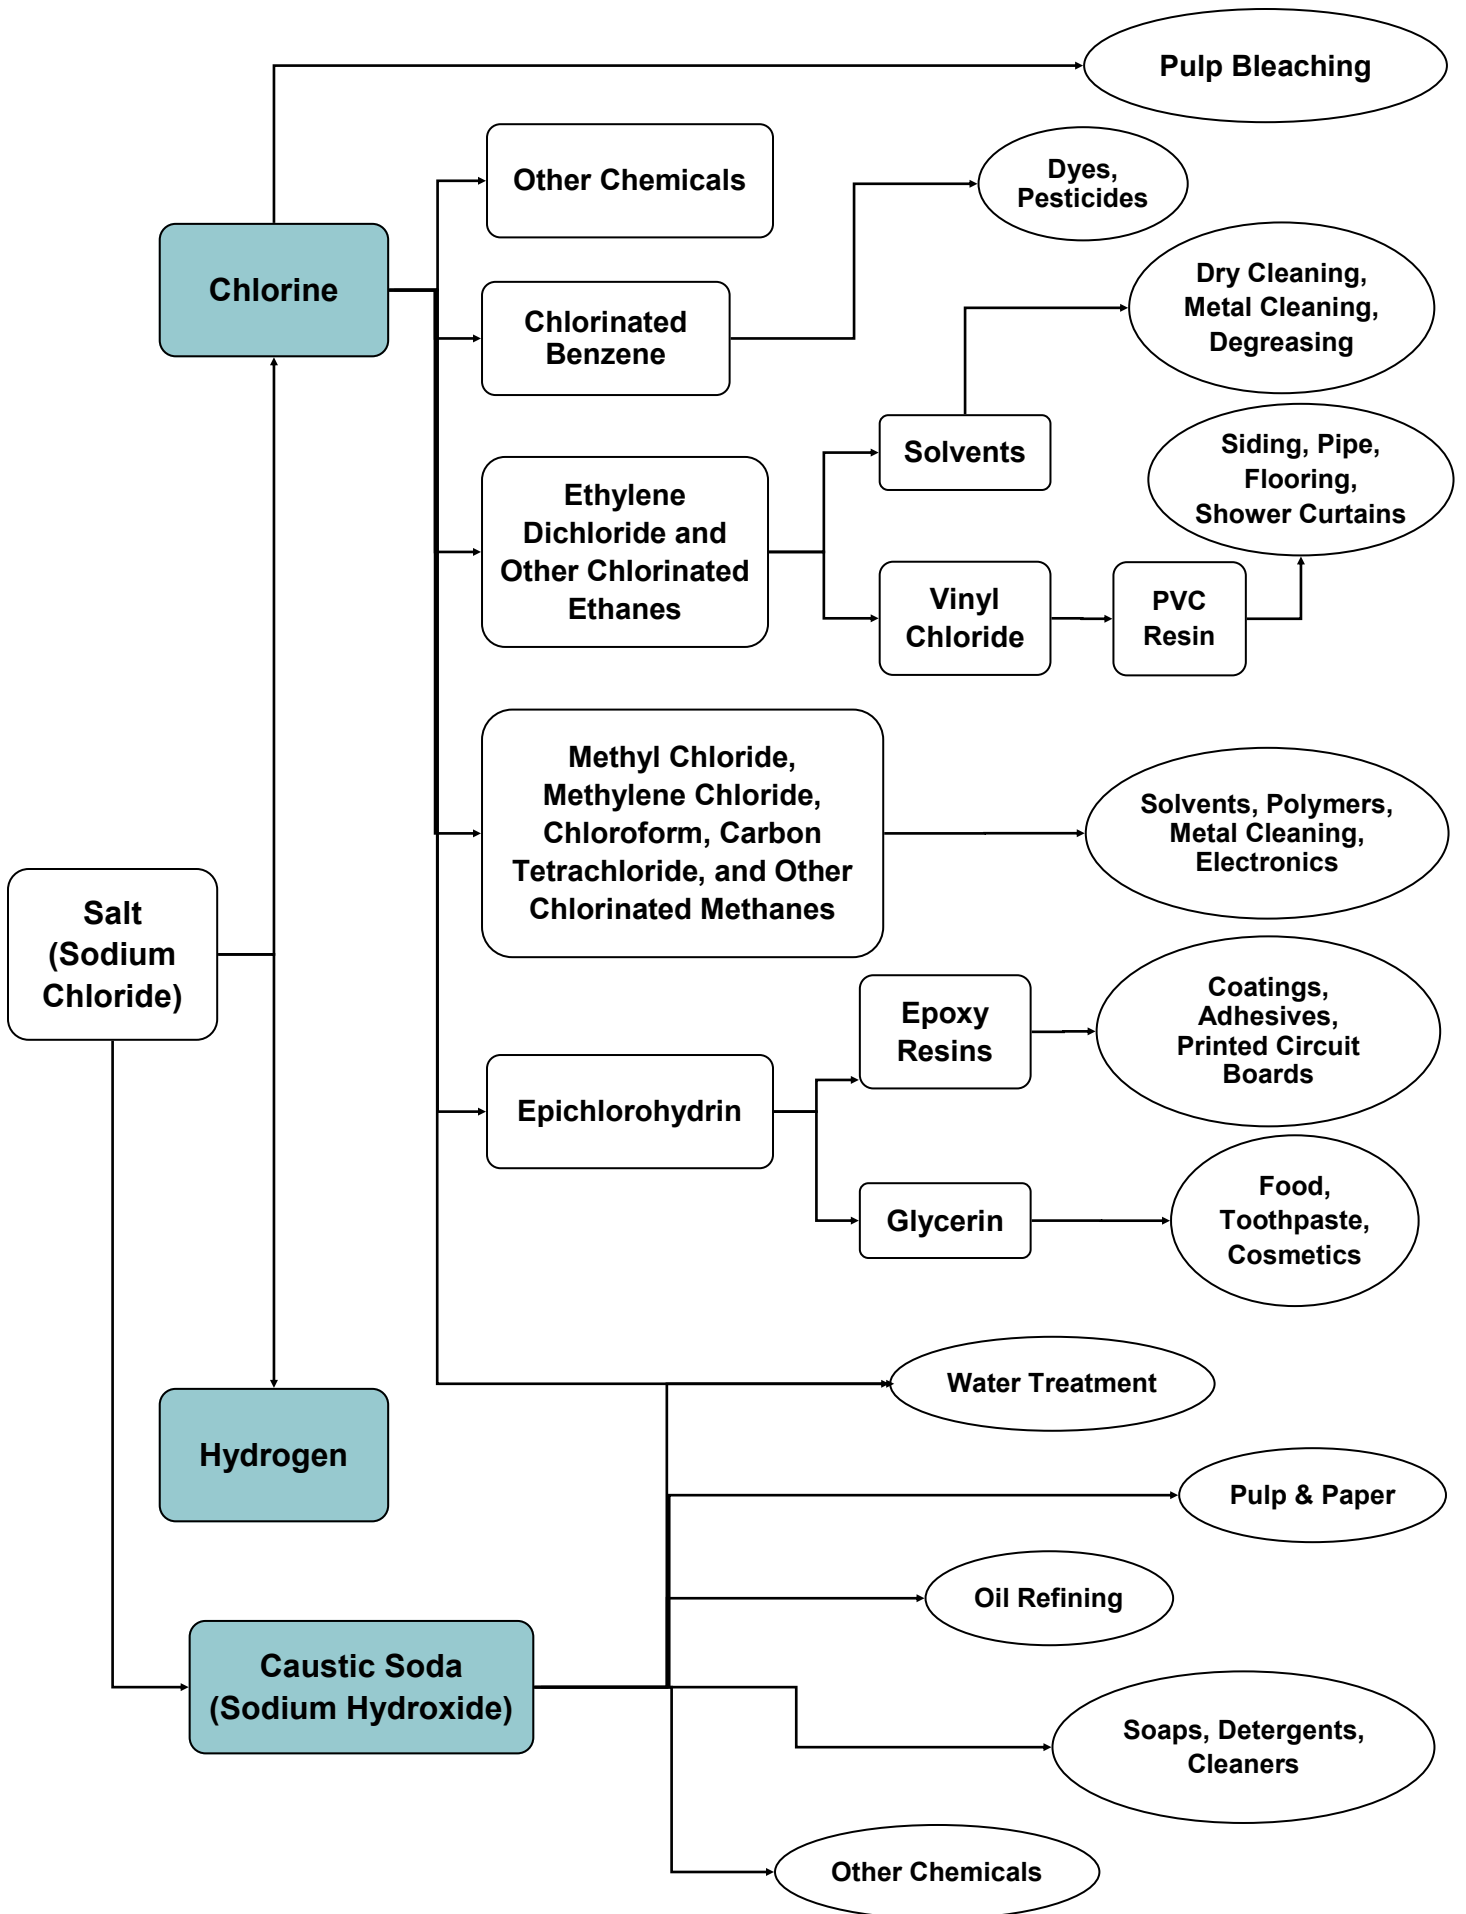 Pulp Bleaching
Other Chemicals
Dyes,
Pesticides
Chlorine
Chlorinated
Benzene
Dry Cleaning,
Metal Cleaning,
Degreasing
Solvents
Siding, Pipe,
Flooring,
Shower Curtains
Ethylene
Dichloride and
Other Chlorinated
Ethanes
Vinyl
Chloride
PVC
Resin
Methyl Chloride,
Methylene Chloride,
Chloroform, Carbon
Tetrachloride, and Other
Chlorinated Methanes
Solvents, Polymers,
Metal Cleaning,
Electronics
Salt
(Sodium
Chloride)
Epoxy
Resins
Coatings,
Adhesives,
Printed Circuit
Boards
Epichlorohydrin
Glycerin
Food,
Toothpaste,
Cosmetics
Water Treatment
Hydrogen
Pulp & Paper
Oil Refining
Caustic Soda
(Sodium Hydroxide)
Soaps, Detergents,
Cleaners
Other Chemicals